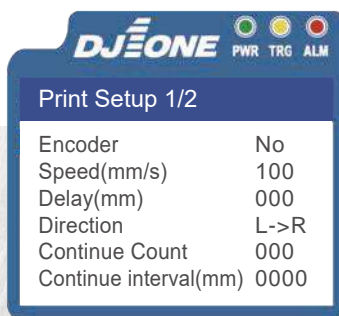 DJEONE PWR TRG ALM
Print Setup 1/2
Encoder No
Speed(mm/s) 100
Delay(mm) 000
Direction L->R
Continue Count 000
Continue interval(mm) 0000